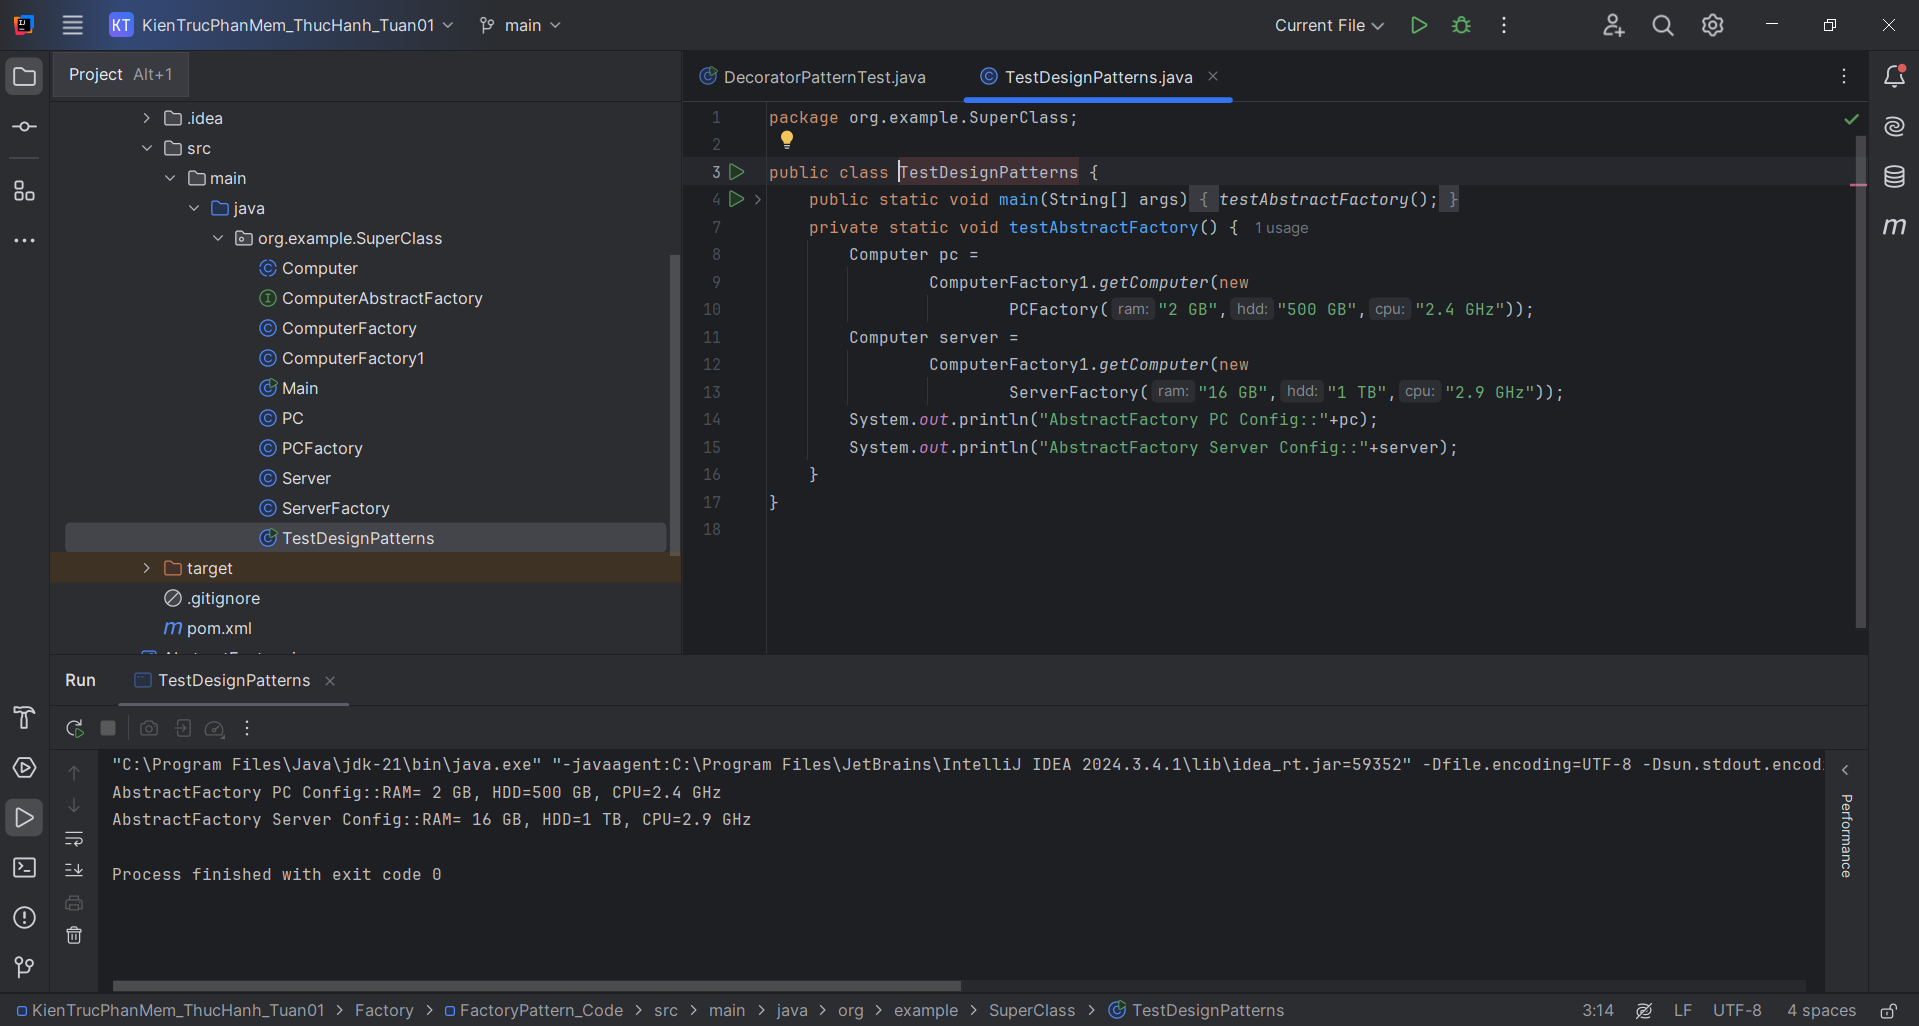 KT KienTrucPhanMem_ThucHanh_Tuan01 main Current File
Project Alt+1
DecoratorPatternTest.java TestDesignPatterns.java
.idea
src
main
java
org.example.SuperClass
Computer
ComputerAbstractFactory
ComputerFactory
ComputerFactory1
Main
PC
PCFactory
Server
ServerFactory
TestDesignPatterns
target
.gitignore
m pom.xml
1 package org.example.SuperClass;
2
3 public class TestDesignPatterns {
4 public static void main(String[] args) { testAbstractFactory(); }
7 private static void testAbstractFactory() { 1 usage
8 Computer pc =
9 ComputerFactory1.getComputer(new
10 PCFactory( ram: "2 GB", hdd: "500 GB", cpu: "2.4 GHz"));
11 Computer server =
12 ComputerFactory1.getComputer(new
13 ServerFactory( ram: "16 GB", hdd: "1 TB", cpu: "2.9 GHz"));
14 System.out.println("AbstractFactory PC Config::"+pc);
15 System.out.println("AbstractFactory Server Config::"+server);
16 }
17 }
18
m
Run TestDesignPatterns
"C:\Program Files\Java\jdk-21\bin\java.exe" "-javaagent:C:\Program Files\JetBrains\IntelliJ IDEA 2024.3.4.1\lib\idea_rt.jar=59352" -Dfile.encoding=UTF-8 -Dsun.stdout.encodi
AbstractFactory PC Config::RAM= 2 GB, HDD=500 GB, CPU=2.4 GHz
AbstractFactory Server Config::RAM= 16 GB, HDD=1 TB, CPU=2.9 GHz
Process finished with exit code 0
Performance
KienTrucPhanMem_ThucHanh_Tuan01 > Factory > FactoryPattern_Code > src > main > java > org > example > SuperClass > TestDesignPatterns 3:14 LF UTF-8 4 spaces